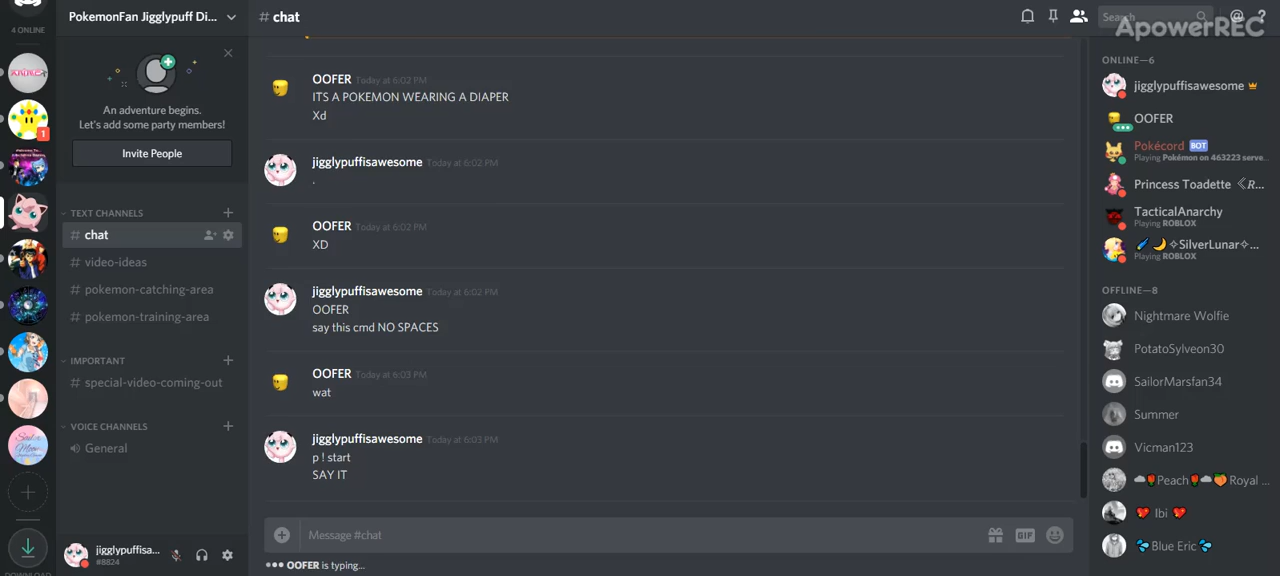 4 ONLINE
PokemonFan Jigglypuff Di...
# chat
Search
ApowerREC
1
An adventure begins.
Let's add some party members!
Invite People
TEXT CHANNELS
# chat
# video-ideas
# pokemon-catching-area
# pokemon-training-area
IMPORTANT
# special-video-coming-out
VOICE CHANNELS
General
jigglypuffisa...
#8824
DOWNLOAD
OOFER Today at 6:02 PM
ITS A POKEMON WEARING A DIAPER
Xd
jigglypuffisawesome Today at 6:02 PM
.
OOFER Today at 6:02 PM
XD
jigglypuffisawesome Today at 6:02 PM
OOFER
say this cmd NO SPACES
OOFER Today at 6:03 PM
wat
jigglypuffisawesome Today at 6:03 PM
p ! start
SAY IT
Message #chat
GIF
OOFER is typing...
ONLINE—6
jigglypuffisawesome
OOFER
Pokécord BOT
Playing Pokémon on 463223 serve...
Princess Toadette 《R...
TacticalAnarchy
Playing ROBLOX
✧SilverLunar✧...
Playing ROBLOX
OFFLINE—8
Nightmare Wolfie
PotatoSylveon30
SailorMarsfan34
Summer
Vicman123
☁🌹Peach🌹☁🍑Royal ...
💖 Ibi 💖
💦Blue Eric💦